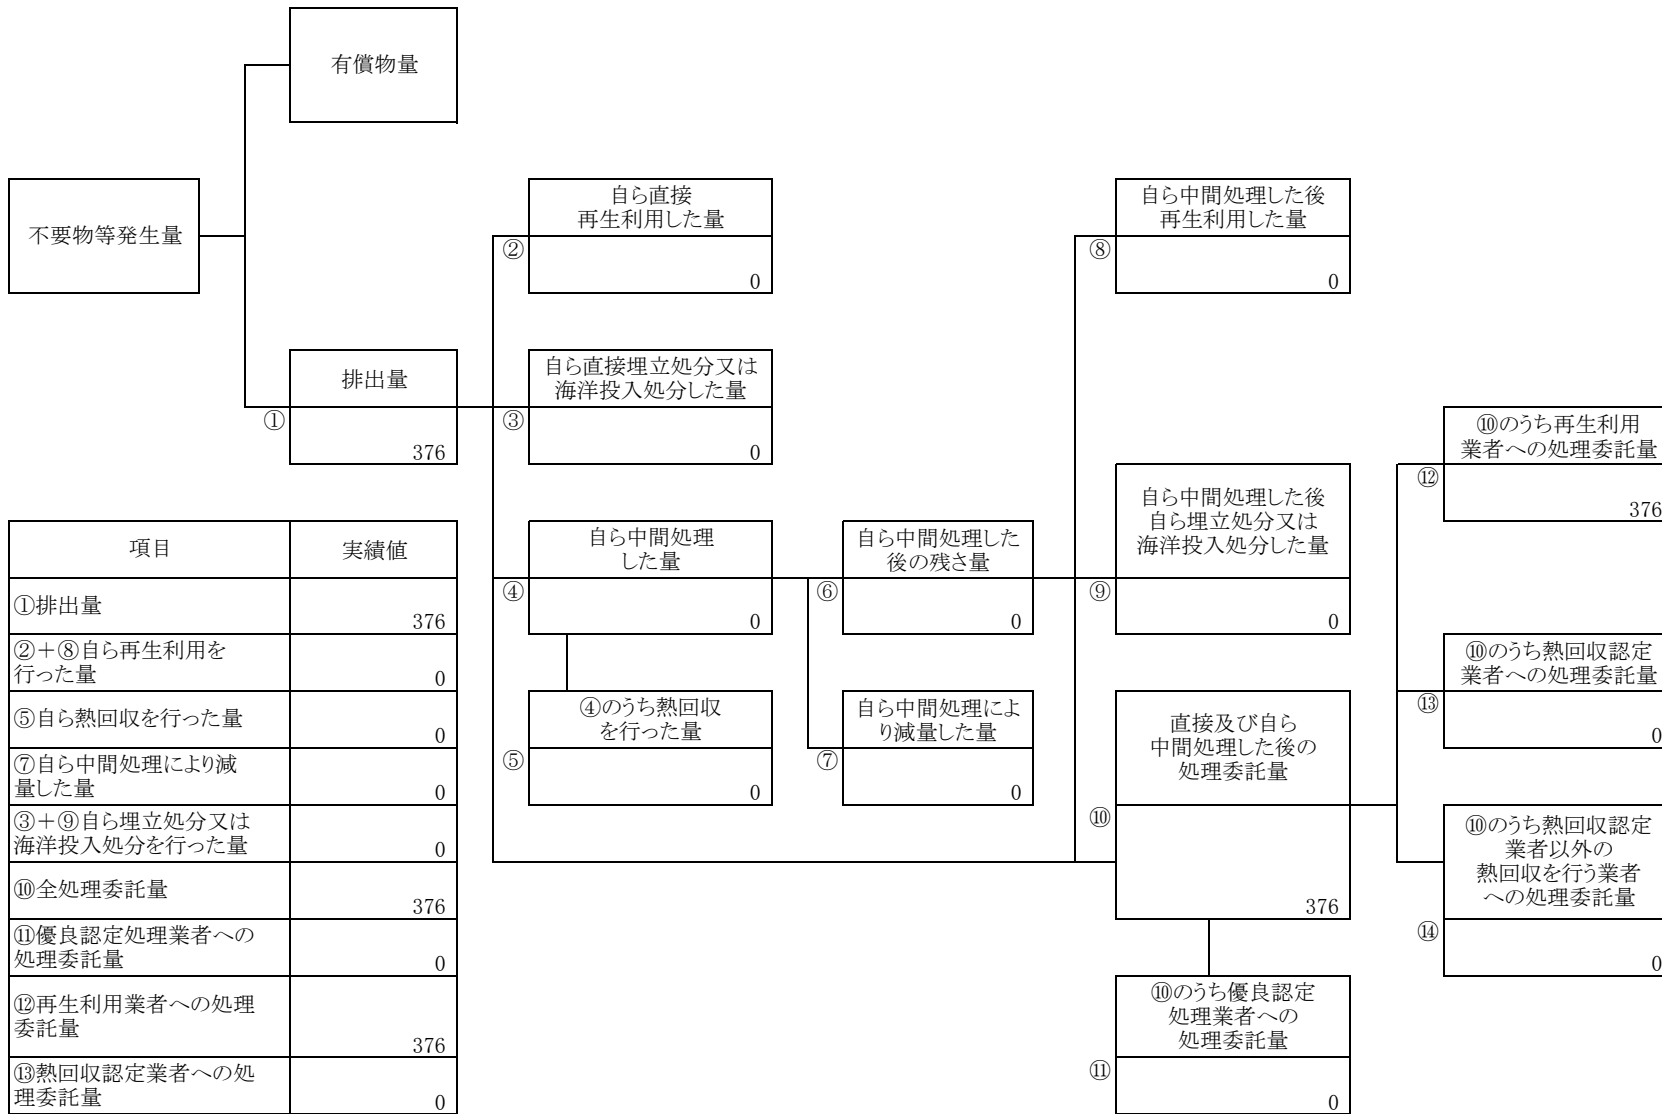 有償物量
不要物等発生量
自ら直接
再生利用した量
②
0
自ら中間処理した後
再生利用した量
⑧
0
排出量
①
376
自ら直接埋立処分又は
海洋投入処分した量
③
0
⑩のうち再生利用
業者への処理委託量
⑫
376
自ら中間処理
した量
④
0
自ら中間処理した
後の残さ量
⑥
0
自ら中間処理した後
自ら埋立処分又は
海洋投入処分した量
⑨
0
⑩のうち熱回収認定
業者への処理委託量
⑬
0
④のうち熱回収
を行った量
⑤
0
自ら中間処理によ
り減量した量
⑦
0
直接及び自ら
中間処理した後の
処理委託量
⑩
376
⑩のうち熱回収認定
業者以外の
熱回収を行う業者
への処理委託量
⑭
0
⑩のうち優良認定
処理業者への
処理委託量
⑪
0
項目 実績値
①排出量
376
②+⑧自ら再生利用を
行った量 0
⑤自ら熱回収を行った量
0
⑦自ら中間処理により減
量した量 0
③+⑨自ら埋立処分又は
海洋投入処分を行った量 0
⑩全処理委託量
376
⑪優良認定処理業者への
処理委託量 0
⑫再生利用業者への処理
委託量
376
⑬熱回収認定業者への処
理委託量 0